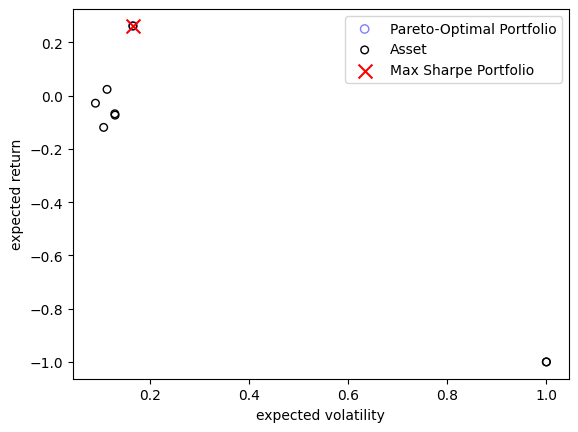 Pareto-Optimal Portfolio
Asset
Max Sharpe Portfolio
expected return
0.2
0.0
−0.2
−0.4
−0.6
−0.8
−1.0
0.2
0.4
0.6
0.8
1.0
expected volatility